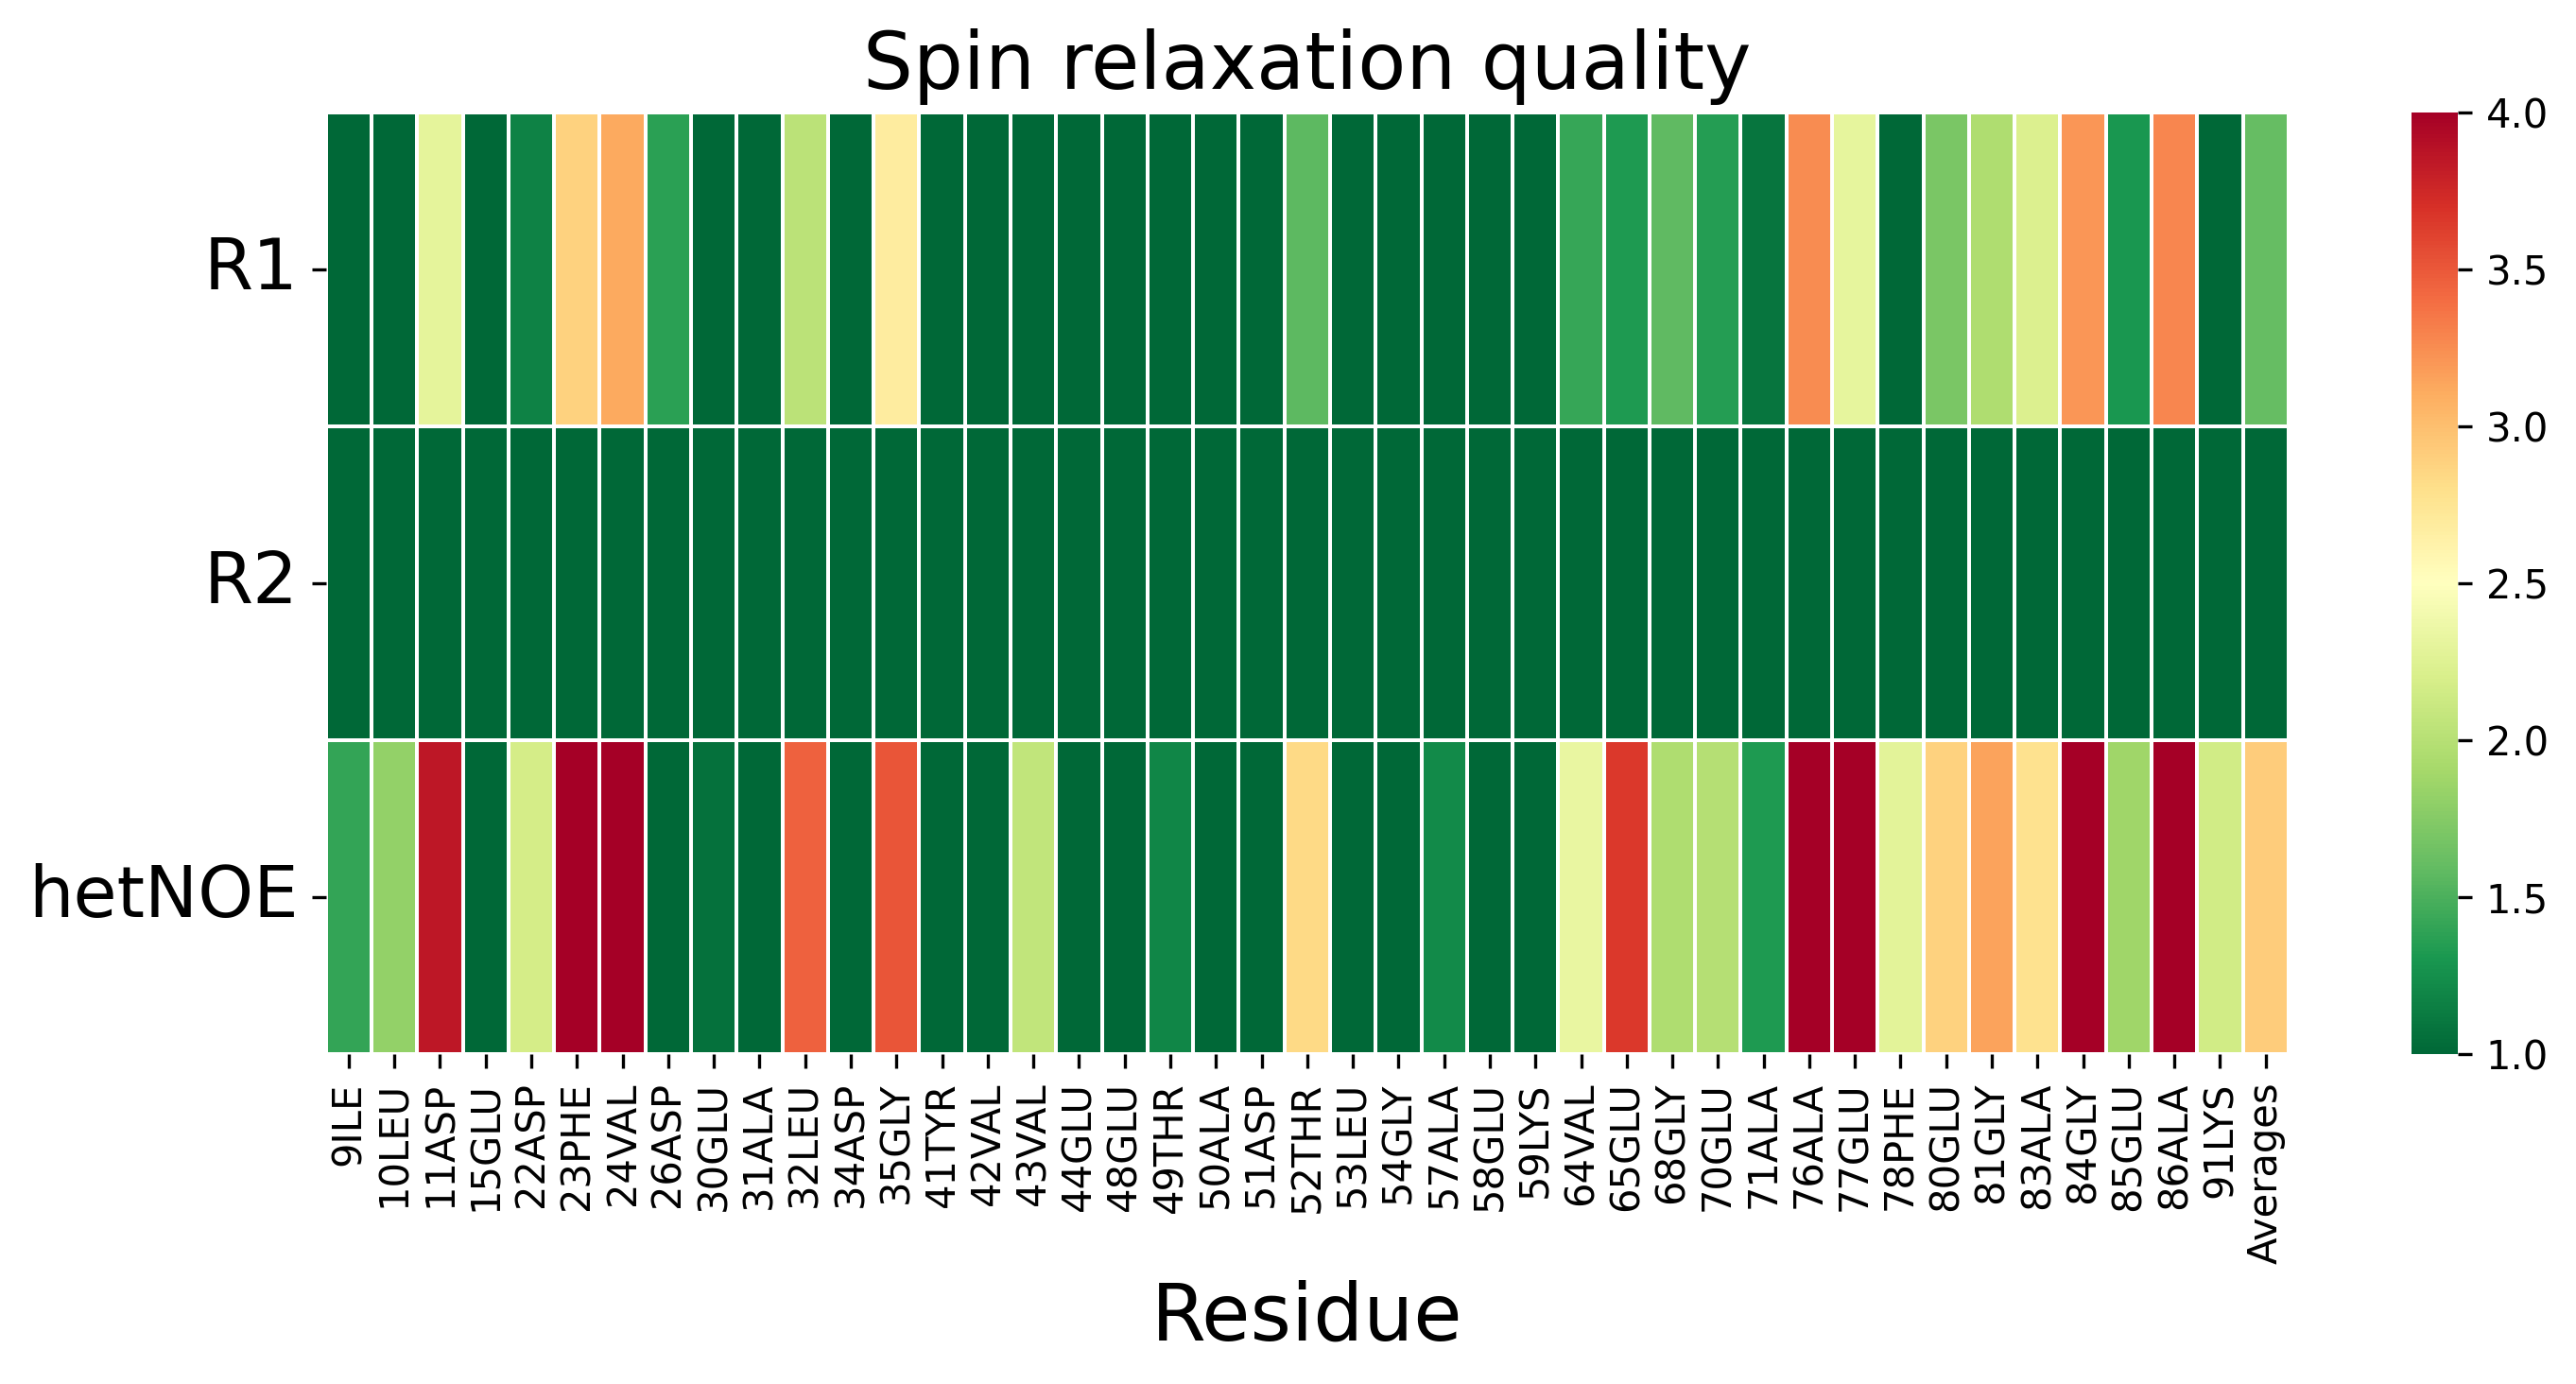 Spin relaxation quality
R1
R2
hetNOE
4.0
3.5
3.0
2.5
2.0
1.5
1.0
9ILE
10LEU
11ASP
15GLU
22ASP
23PHE
24VAL
26ASP
30GLU
31ALA
32LEU
34ASP
35GLY
41TYR
42VAL
43VAL
44GLU
48GLU
49THR
50ALA
51ASP
52THR
53LEU
54GLY
57ALA
58GLU
59LYS
64VAL
65GLU
68GLY
70GLU
71ALA
76ALA
77GLU
78PHE
80GLU
81GLY
83ALA
84GLY
85GLU
86ALA
91LYS
Averages
Residue